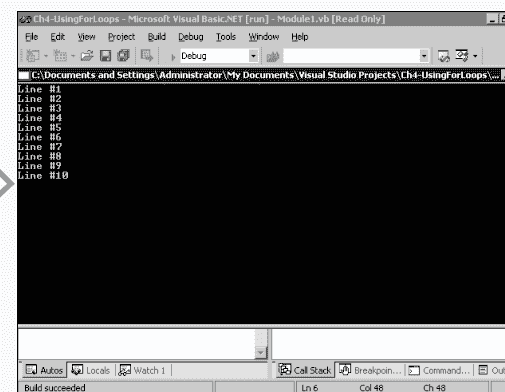 Ch4-UsingForLoops - Microsoft Visual Basic.NET [run] - Module1.vb [Read Only]
File Edit View Project Build Debug Tools Window Help
Debug
C:\Documents and Settings\Administrator\My Documents\Visual Studio Projects\Ch4-UsingForLoops\...
Line #1
Line #2
Line #3
Line #4
Line #5
Line #6
Line #7
Line #8
Line #9
Line #10
Autos Locals Watch 1 Call Stack Breakpoin... Command... Out
Build succeeded Ln 6 Col 48 Ch 48